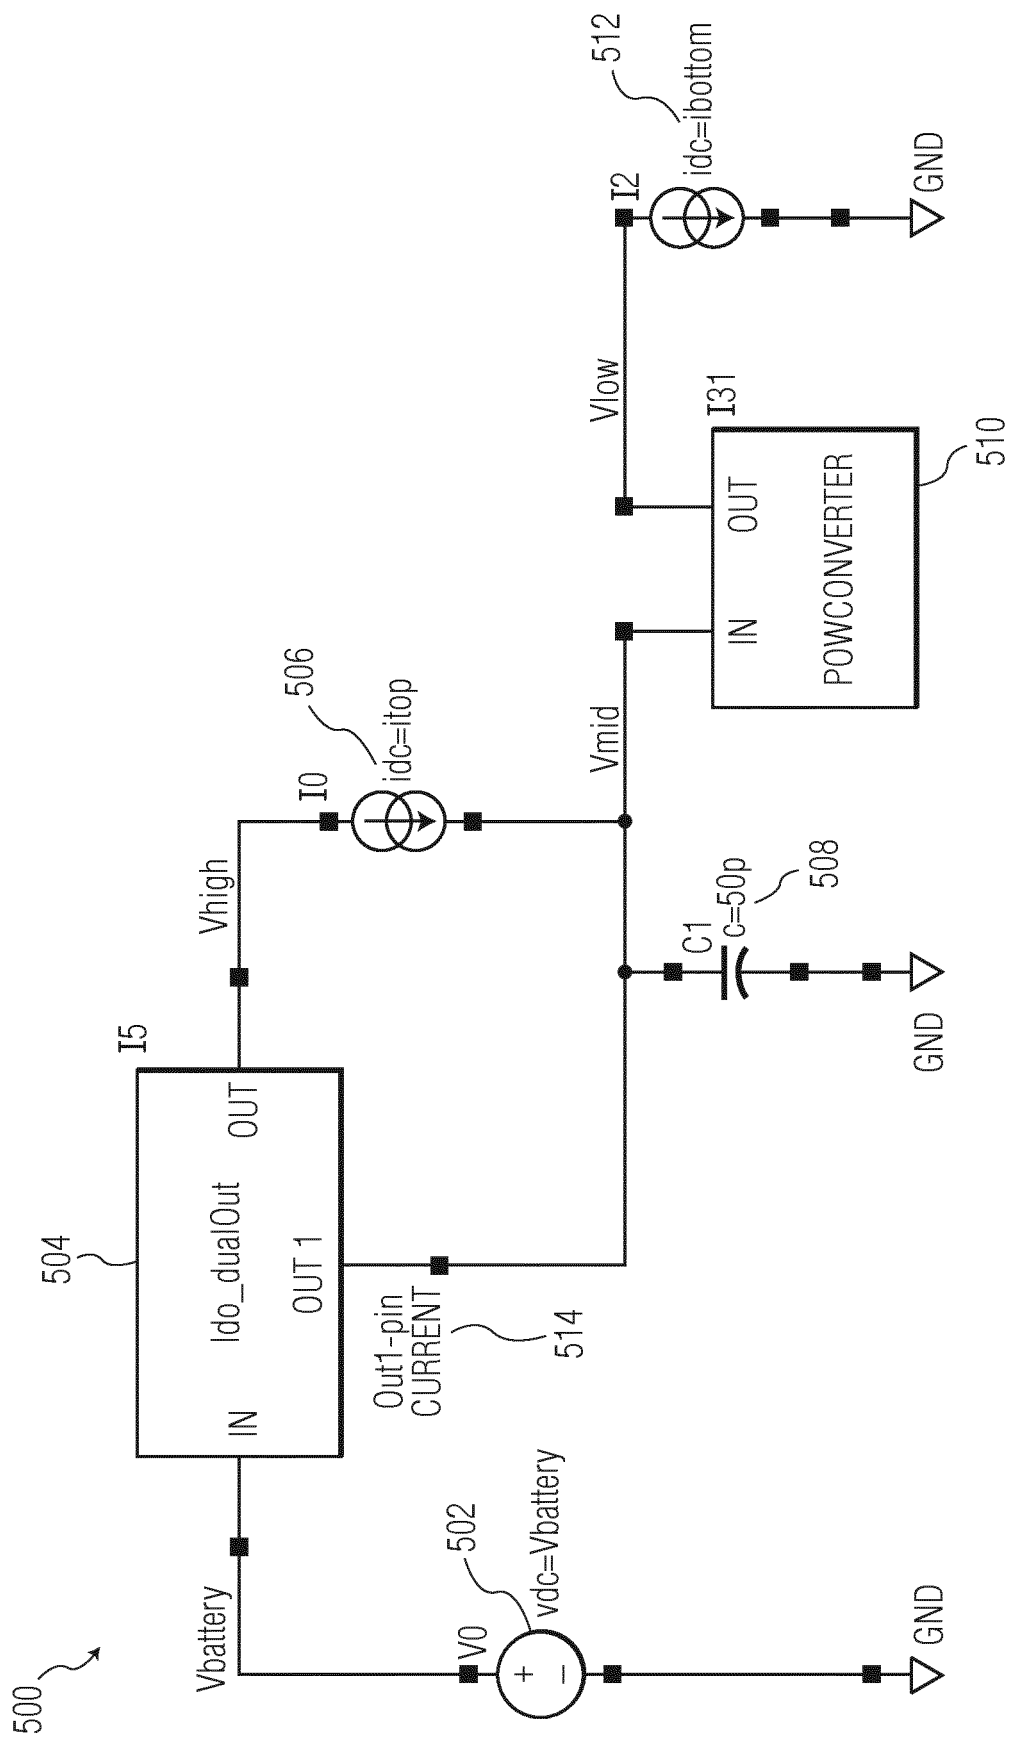 500
Vbattery
V0
502
vdc=Vbattery
+
–
GND
504
I5
IN
ldo_dualOut
OUT
OUT 1
Out1-pin
CURRENT
514
Vhigh
I0
506
idc=itop
Vmid
C1
c=50p
508
GND
IN
OUT
POWCONVERTER
I31
510
Vlow
I2
512
idc=ibottom
GND